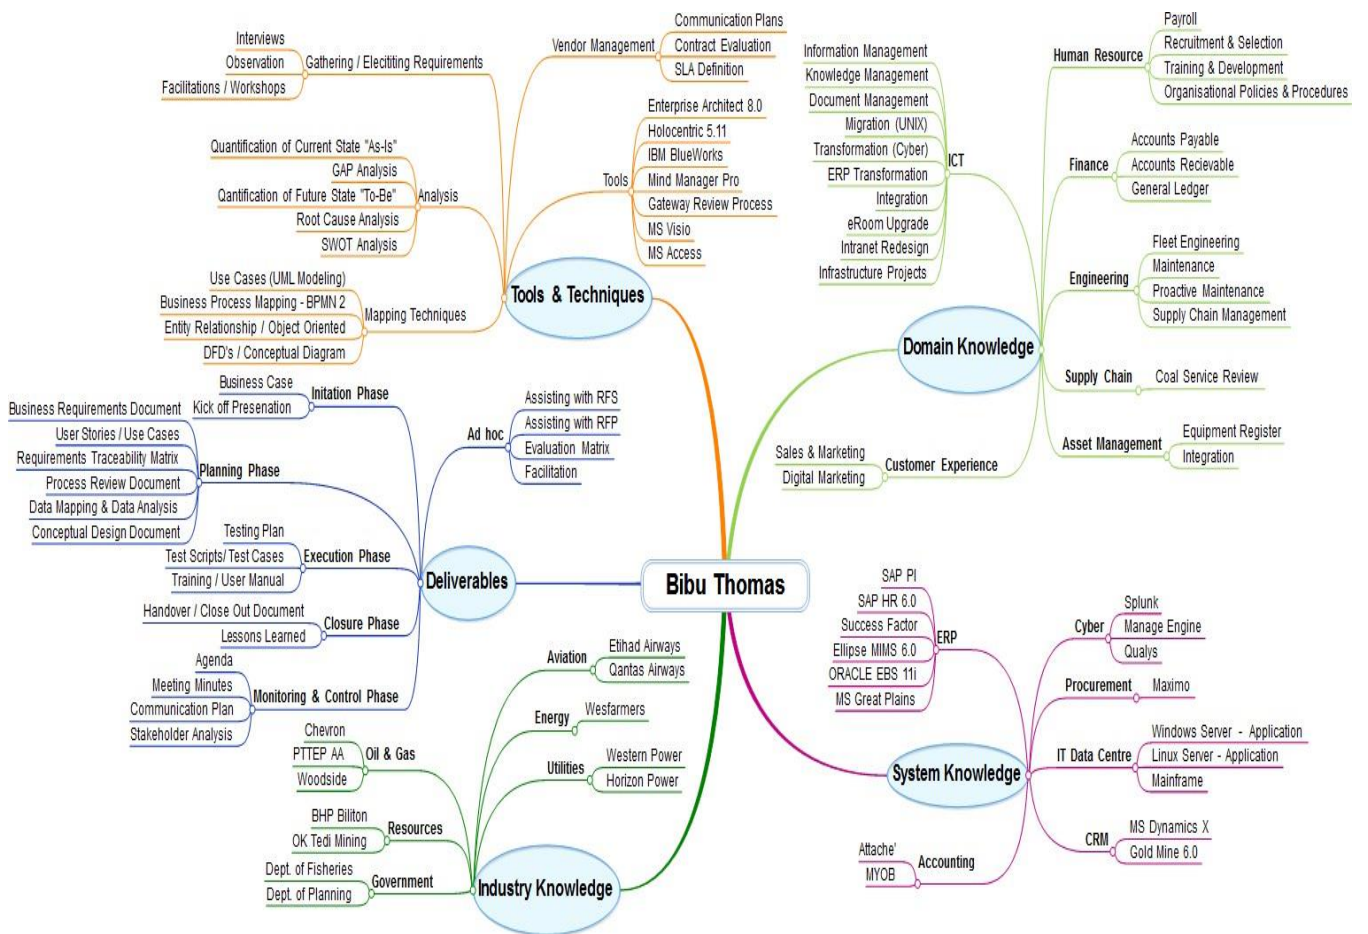 Bibu Thomas
Tools & Techniques
Gathering / Elecititing Requirements
Interviews
Observation
Facilitations / Workshops
Analysis
Quantification of Current State "As-Is"
GAP Analysis
Qantification of Future State "To-Be"
Root Cause Analysis
SWOT Analysis
Mapping Techniques
Use Cases (UML Modeling)
Business Process Mapping - BPMN 2
Entity Relationship / Object Oriented
DFD's / Conceptual Diagram
Vendor Management
Communication Plans
Contract Evaluation
SLA Definition
Tools
Enterprise Architect 8.0
Holocentric 5.11
IBM BlueWorks
Mind Manager Pro
Gateway Review Process
MS Visio
MS Access
Domain Knowledge
ICT
Information Management
Knowledge Management
Document Management
Migration (UNIX)
Transformation (Cyber)
ERP Transformation
Integration
eRoom Upgrade
Intranet Redesign
Infrastructure Projects
Human Resource
Payroll
Recruitment & Selection
Training & Development
Organisational Policies & Procedures
Finance
Accounts Payable
Accounts Recievable
General Ledger
Engineering
Fleet Engineering
Maintenance
Proactive Maintenance
Supply Chain Management
Supply Chain
Coal Service Review
Asset Management
Equipment Register
Integration
Customer Experience
Sales & Marketing
Digital Marketing
Deliverables
Initation Phase
Business Case
Kick off Presenation
Planning Phase
Business Requirements Document
User Stories / Use Cases
Requirements Traceability Matrix
Process Review Document
Data Mapping & Data Analysis
Conceptual Design Document
Execution Phase
Testing Plan
Test Scripts/ Test Cases
Training / User Manual
Closure Phase
Handover / Close Out Document
Lessons Learned
Monitoring & Control Phase
Agenda
Meeting Minutes
Communication Plan
Stakeholder Analysis
Ad hoc
Assisting with RFS
Assisting with RFP
Evaluation Matrix
Facilitation
Industry Knowledge
Aviation
Etihad Airways
Qantas Airways
Energy
Wesfarmers
Utilities
Western Power
Horizon Power
Oil & Gas
Chevron
PTTEP AA
Woodside
Resources
BHP Biliton
OK Tedi Mining
Government
Dept. of Fisheries
Dept. of Planning
System Knowledge
ERP
SAP PI
SAP HR 6.0
Success Factor
Ellipse MIMS 6.0
ORACLE EBS 11i
MS Great Plains
Cyber
Splunk
Manage Engine
Qualys
Procurement
Maximo
IT Data Centre
Windows Server - Application
Linux Server - Application
Mainframe
CRM
MS Dynamics X
Gold Mine 6.0
Accounting
Attache'
MYOB